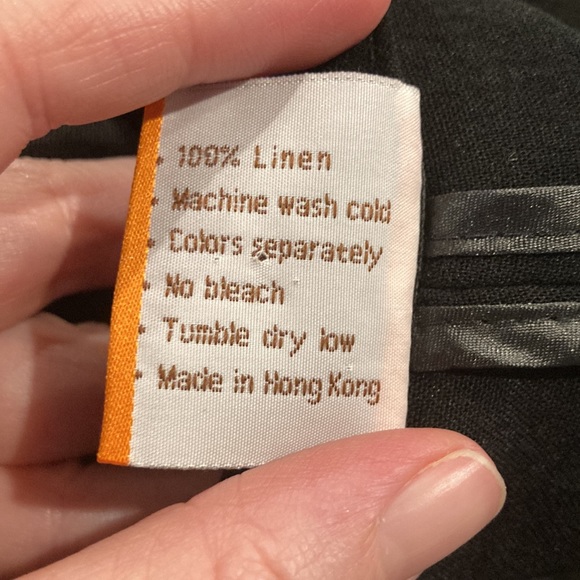 • 100% Linen
• Machine wash cold
• Colors separately
• No bleach
• Tumble dry low
• Made in Hong Kong